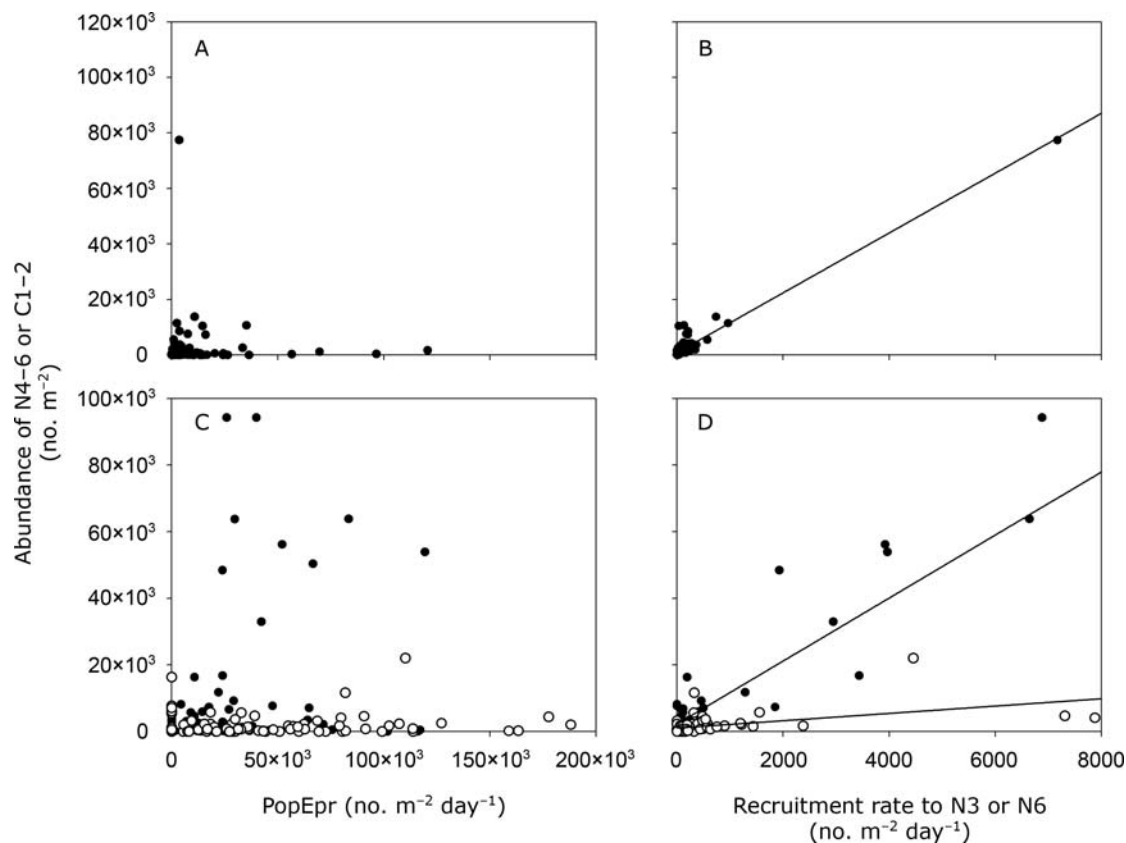 120×10³
100×10³
80×10³
60×10³
40×10³
20×10³
0
A
B
100×10³
80×10³
60×10³
40×10³
20×10³
0
C
D
0 50×10³ 100×10³ 150×10³ 200×10³
0 2000 4000 6000 8000
Abundance of N4–6 or C1–2
(no. m⁻²)
PopEpr (no. m⁻² day⁻¹)
Recruitment rate to N3 or N6
(no. m⁻² day⁻¹)